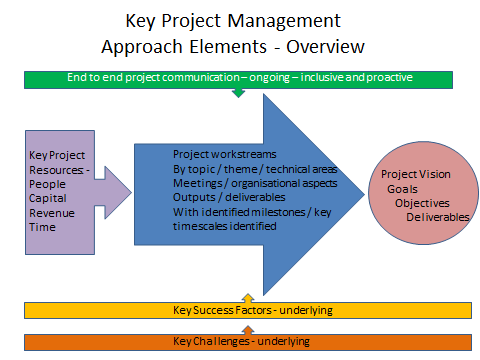 Key Project Management
Approach Elements - Overview
End to end project communication – ongoing – inclusive and proactive
Key Project
Resources:-
People
Capital
Revenue
Time
Project workstreams
By topic / theme / technical areas
Meetings / organisational aspects
Outputs / deliverables
With identified milestones / key
timescales identified
Project Vision
Goals
Objectives
Deliverables
Key Success Factors - underlying
Key Challenges - underlying